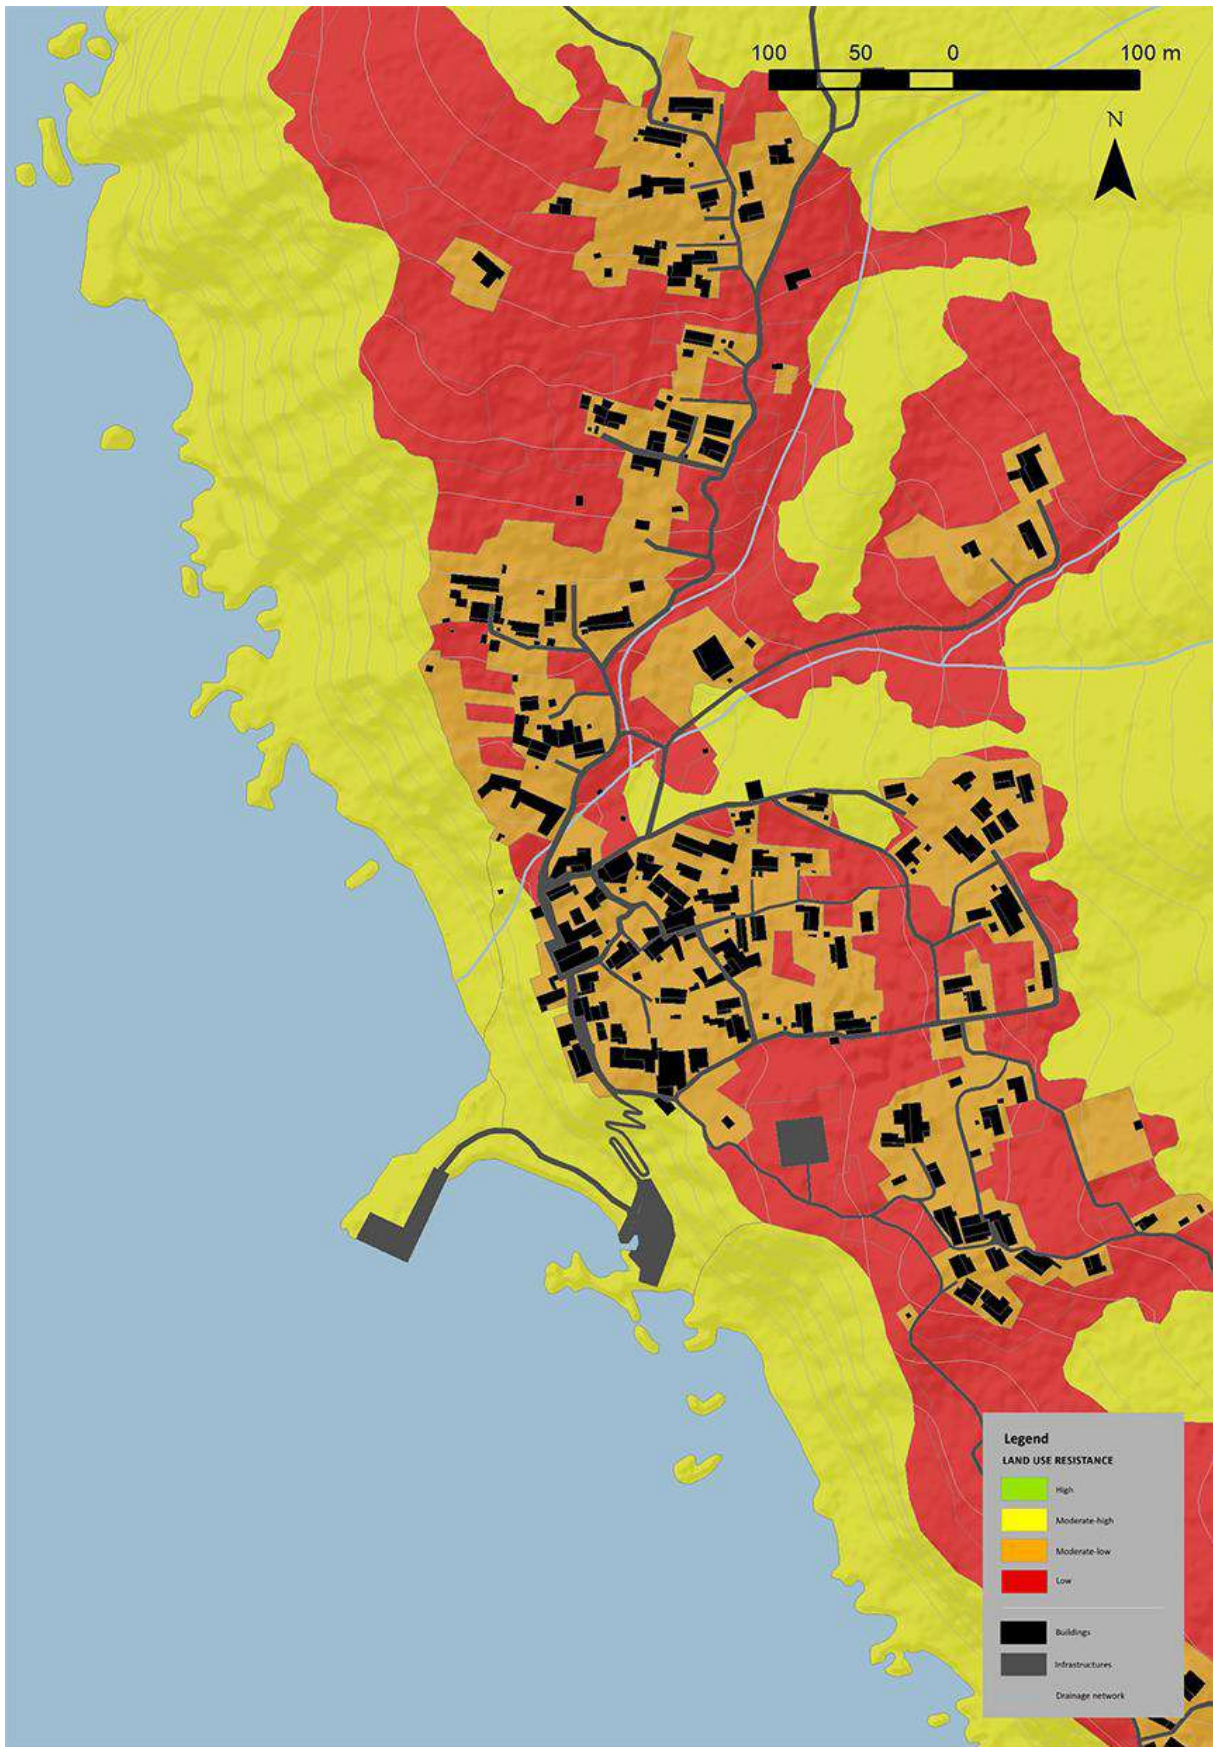 100 50 0 100 m
N
Legend
LAND USE RESISTANCE
High
Moderate-high
Moderate-low
Low
Buildings
Infrastructures
Drainage network